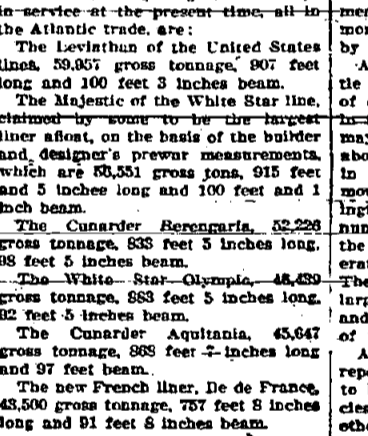 in service at the present time, all in
the Atlantic trade, are:
The Leviathan of the United States
lines, 59,957 gross tonnage, 907 feet
long and 100 feet 3 inches beam.
The Majestic of the White Star line,
claimed by some to be the largest
liner afloat, on the basis of the builder
and designer's prewar measurements,
which are 56,551 gross tons, 915 feet
and 5 inches long and 100 feet and 1
inch beam.
The Cunarder Berengaria, 52,226
gross tonnage, 883 feet 5 inches long,
98 feet 5 inches beam.
The White Star Olympic, 46,439
gross tonnage, 883 feet 5 inches long,
92 feet 5 inches beam.
The Cunarder Aquitania, 45,647
gross tonnage, 868 feet 7 inches long
and 97 feet beam.
The new French liner, Ile de France,
43,500 gross tonnage, 757 feet 8 inches
long and 91 feet 8 inches beam.